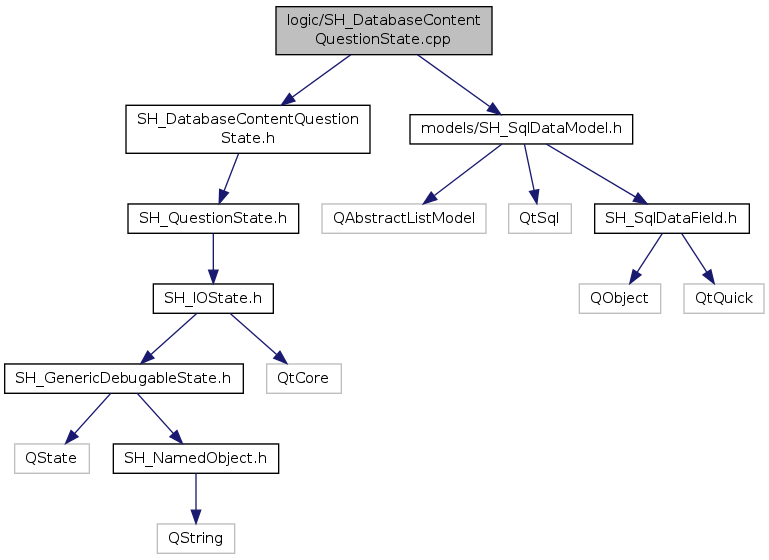 logic/SH_DatabaseContent
QuestionState.cpp
SH_DatabaseContentQuestion
State.h
models/SH_SqlDataModel.h
SH_QuestionState.h
QAbstractListModel
QtSql
SH_SqlDataField.h
SH_IOState.h
QObject
QtQuick
SH_GenericDebugableState.h
QtCore
QState
SH_NamedObject.h
QString